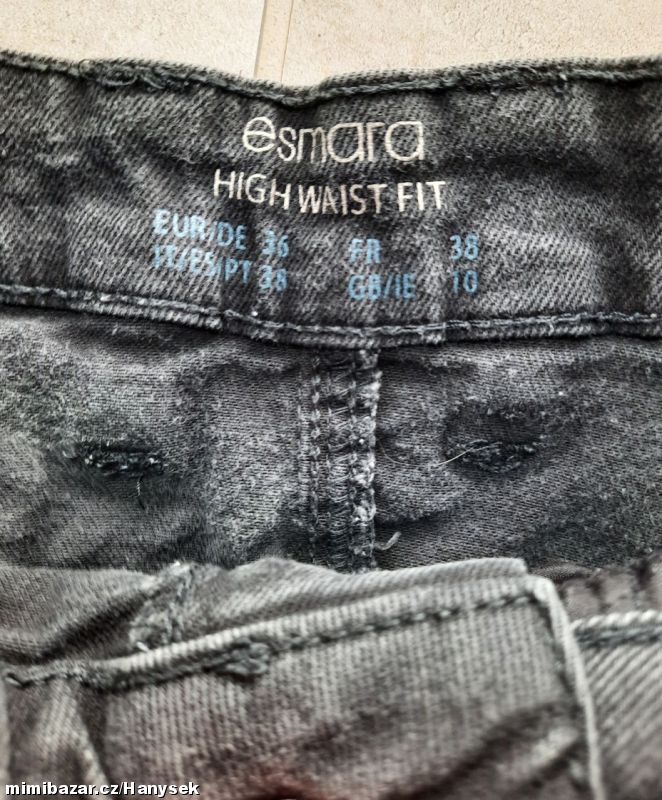 esmara
HIGH WAIST FIT
EUR/DE 36 FR 38
IT/ES/PT 38 GB/IE 10
mimibazar.cz/Hanysek